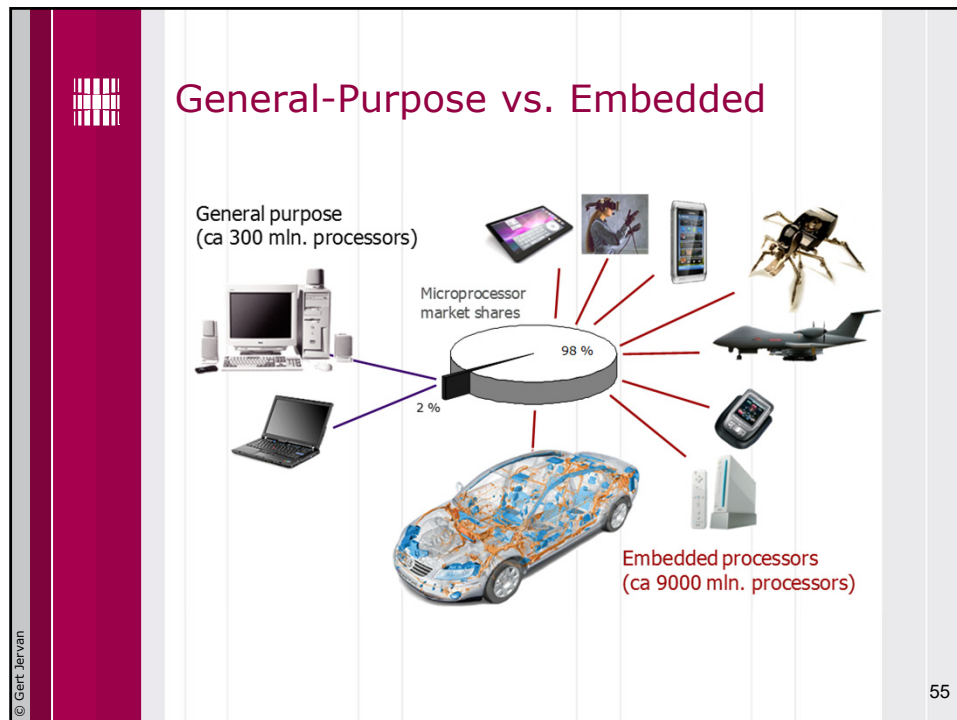 General-Purpose vs. Embedded
General purpose
(ca 300 mln. processors)
Microprocessor
market shares
98 %
2 %
Embedded processors
(ca 9000 mln. processors)
© Gert Jervan
55